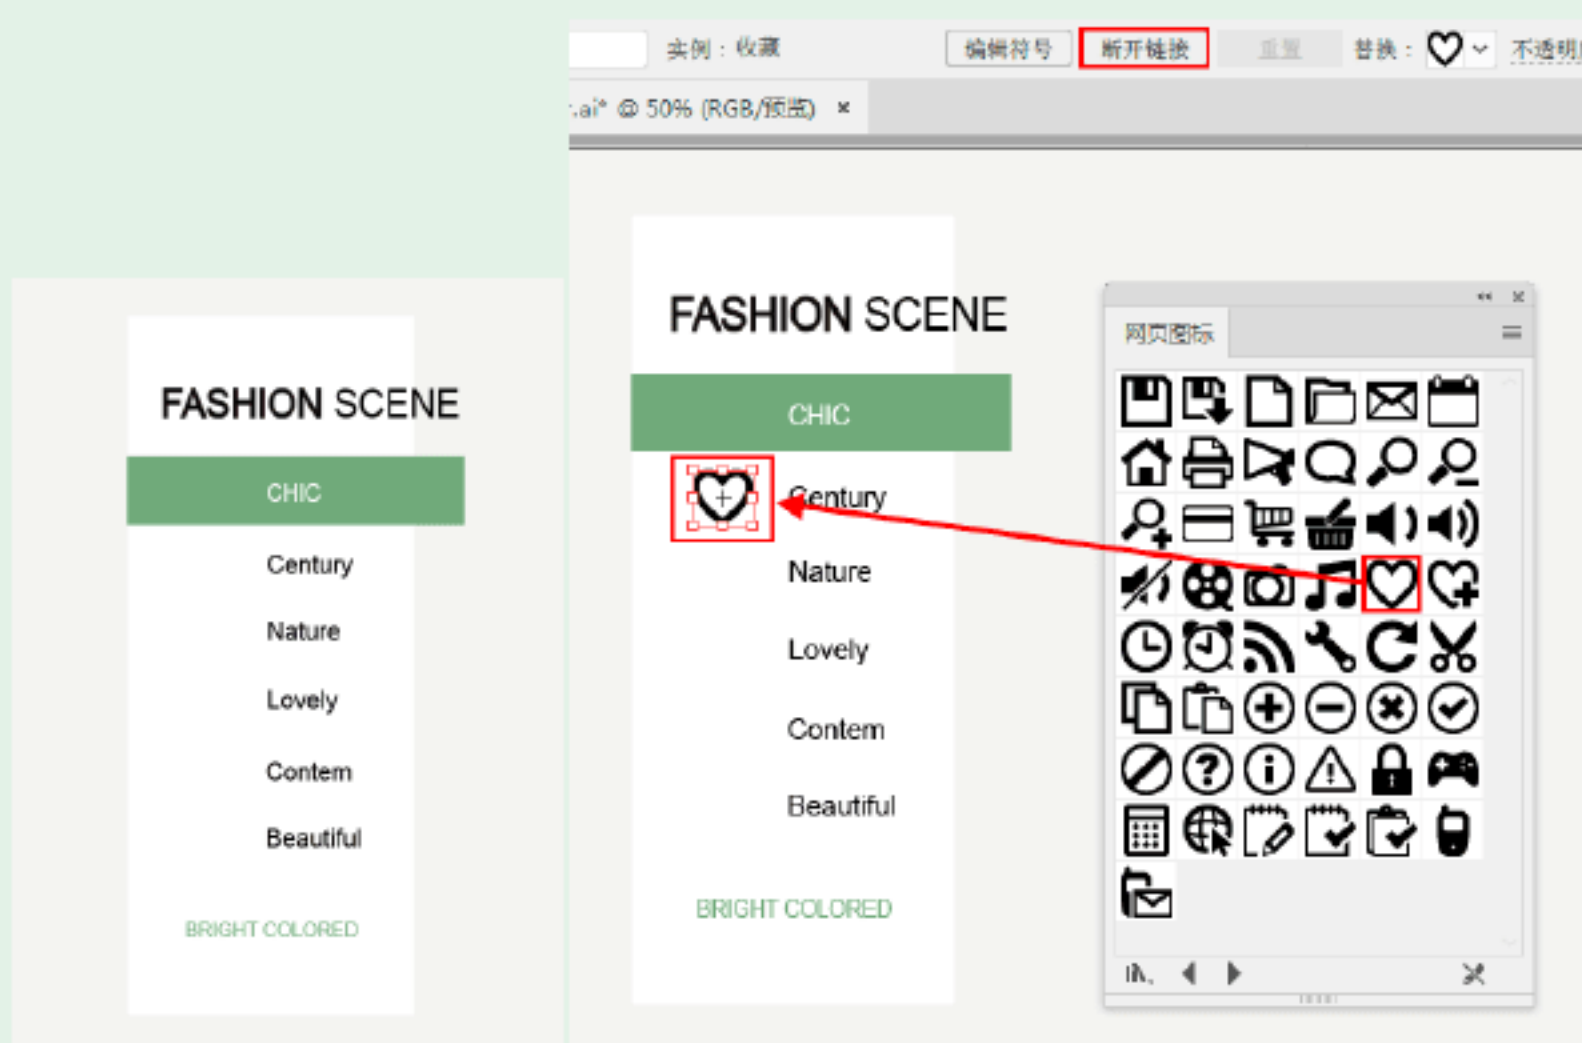 FASHION SCENE
CHIC
Century
Nature
Lovely
Contem
Beautiful
BRIGHT COLORED
实例：收藏
编辑符号
断开链接
重置
替换：
不透明
.ai* @ 50% (RGB/预览) ×
FASHION SCENE
CHIC
Century
Nature
Lovely
Contem
Beautiful
BRIGHT COLORED
网页图标